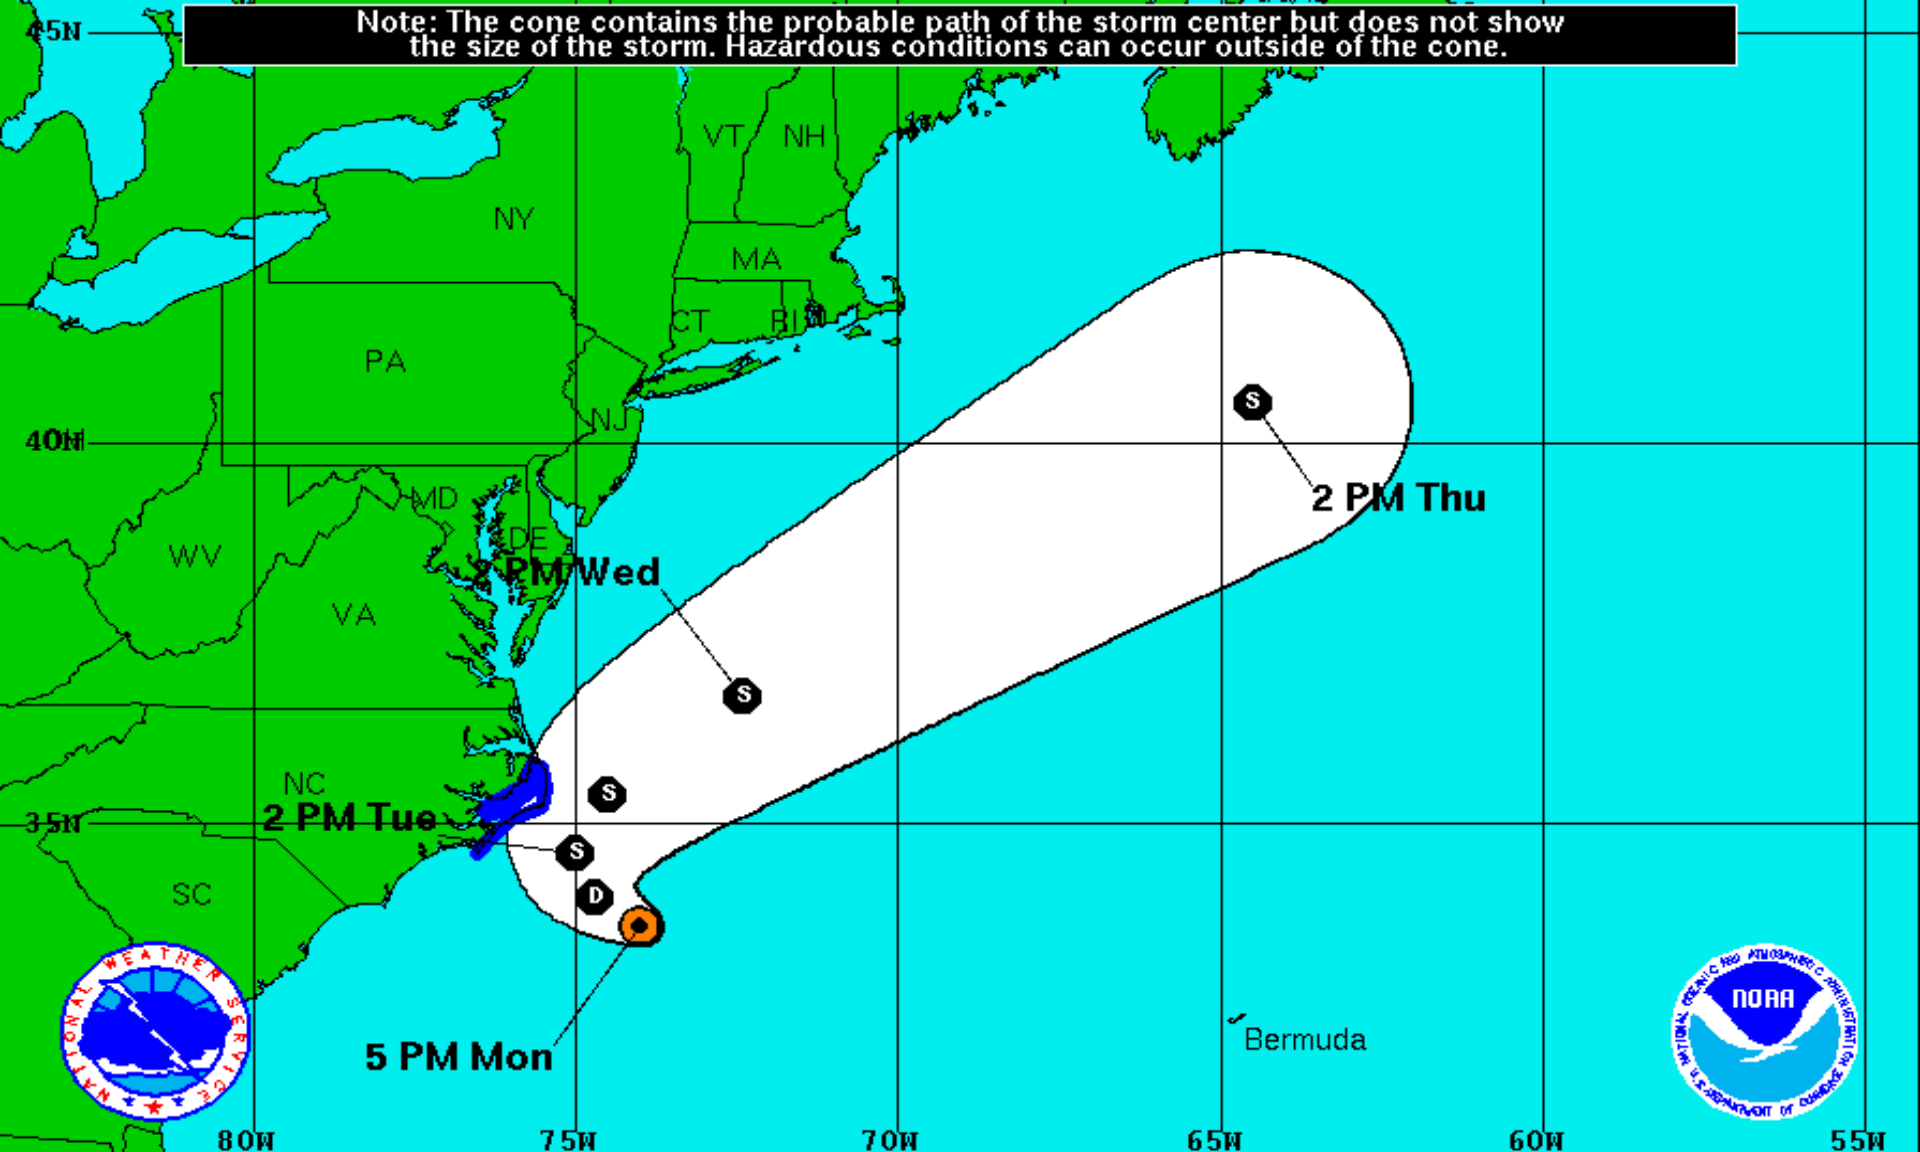 Note: The cone contains the probable path of the storm center but does not show
the size of the storm. Hazardous conditions can occur outside of the cone.
45N
VT
NH
NY
MA
CT
RI
PA
NJ
40N
2 PM Thu
MD
DE
WV
2 PM Wed
VA
S
S
NC
S
2 PM Tue
35N
S
SC
D
5 PM Mon
Bermuda
NATIONAL WEATHER SERVICE
NOAA
80W
75W
70W
65W
60W
55W